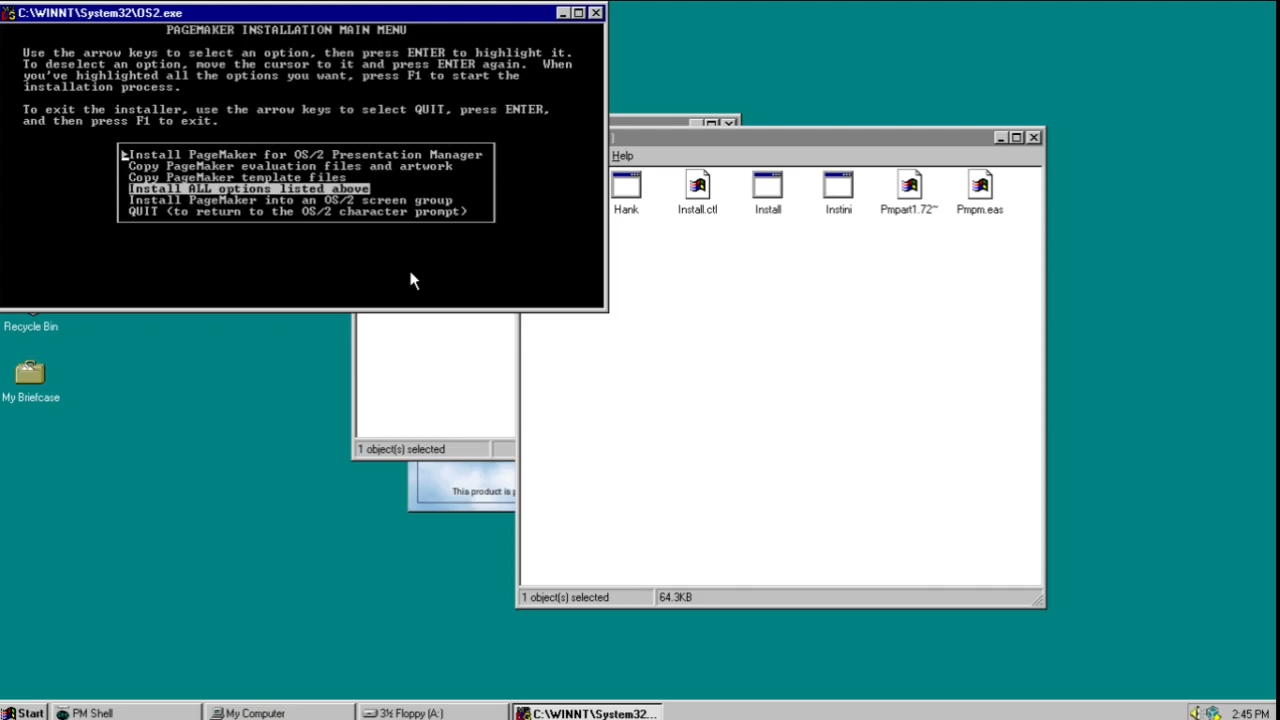 C:\WINNT\System32\OS2.exe
PAGEMAKER INSTALLATION MAIN MENU
Use the arrow keys to select an option, then press ENTER to highlight it.
To deselect an option, move the cursor to it and press ENTER again.  When
you've highlighted all the options you want, press F1 to start the
installation process.
To exit the installer, use the arrow keys to select QUIT, press ENTER,
and then press F1 to exit.
Install PageMaker for OS/2 Presentation Manager
Copy PageMaker evaluation files and artwork
Copy PageMaker template files
Install ALL options listed above
Install PageMaker into an OS/2 screen group
QUIT (to return to the OS/2 character prompt)
Help
Hank
Install.ctl
Install
Instini
Pmpart1.72~
Pmpm.eas
Recycle Bin
My Briefcase
1 object(s) selected
This product is
1 object(s) selected
64.3KB
Start
PM Shell
My Computer
3½ Floppy (A:)
C:\WINNT\System32...
2:45 PM